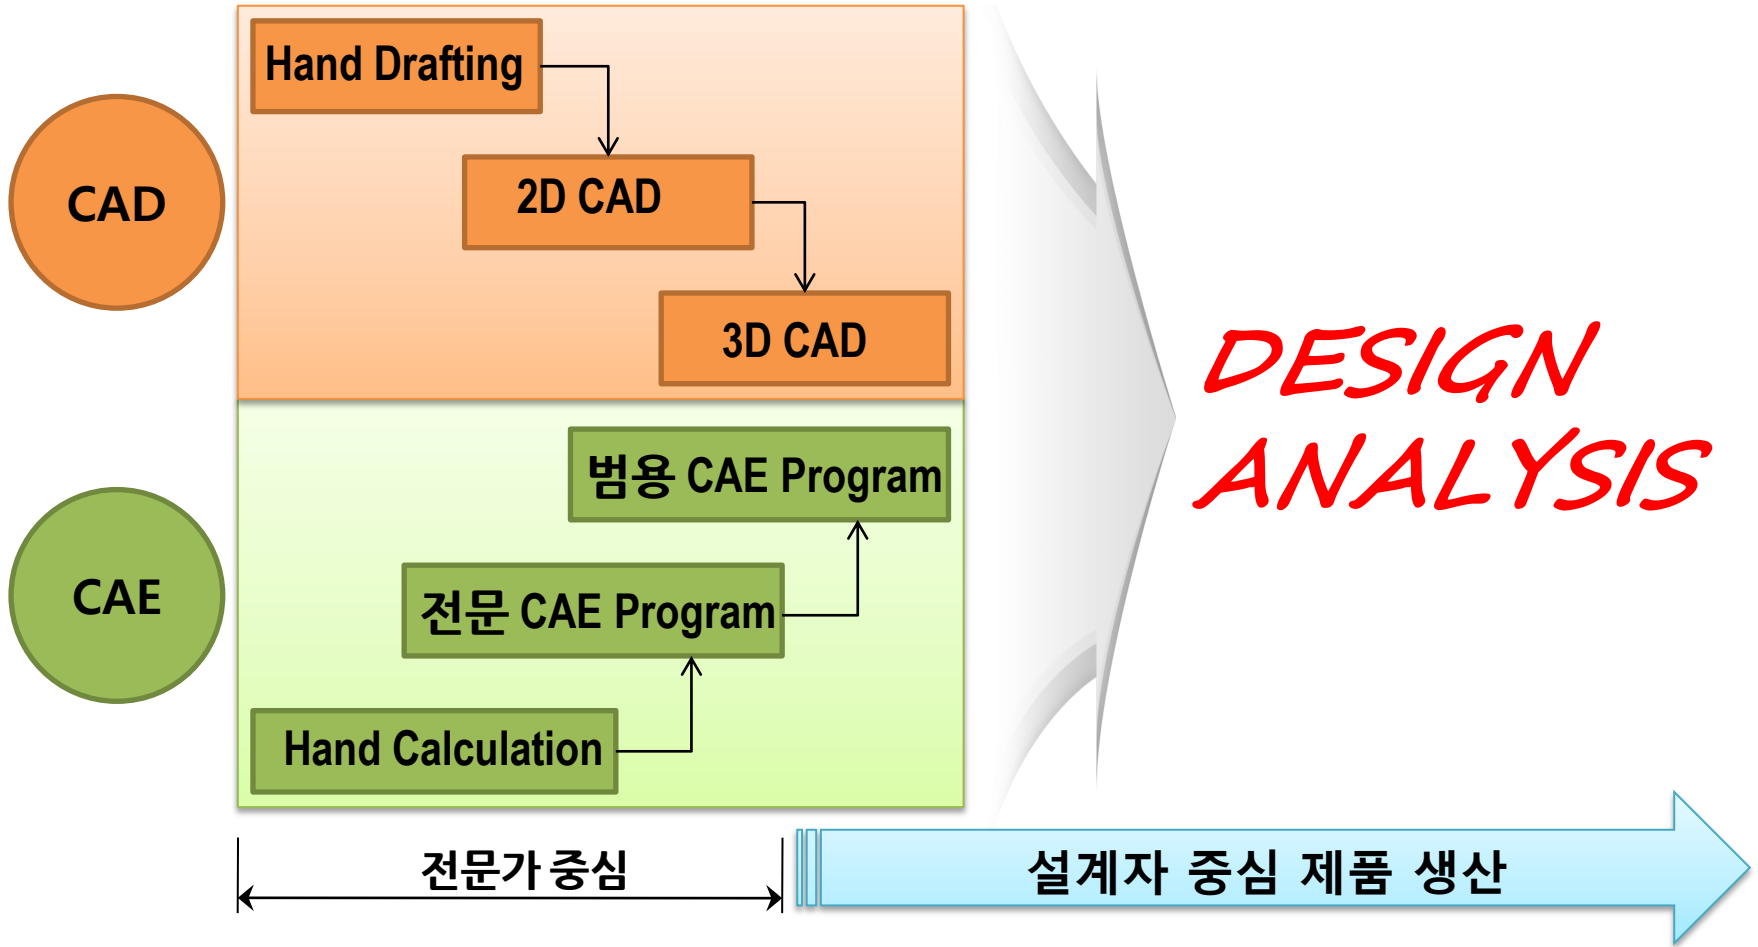 CAD
Hand Drafting
2D CAD
3D CAD
CAE
범용 CAE Program
전문 CAE Program
Hand Calculation
DESIGN
ANALYSIS
전문가 중심
설계자 중심 제품 생산